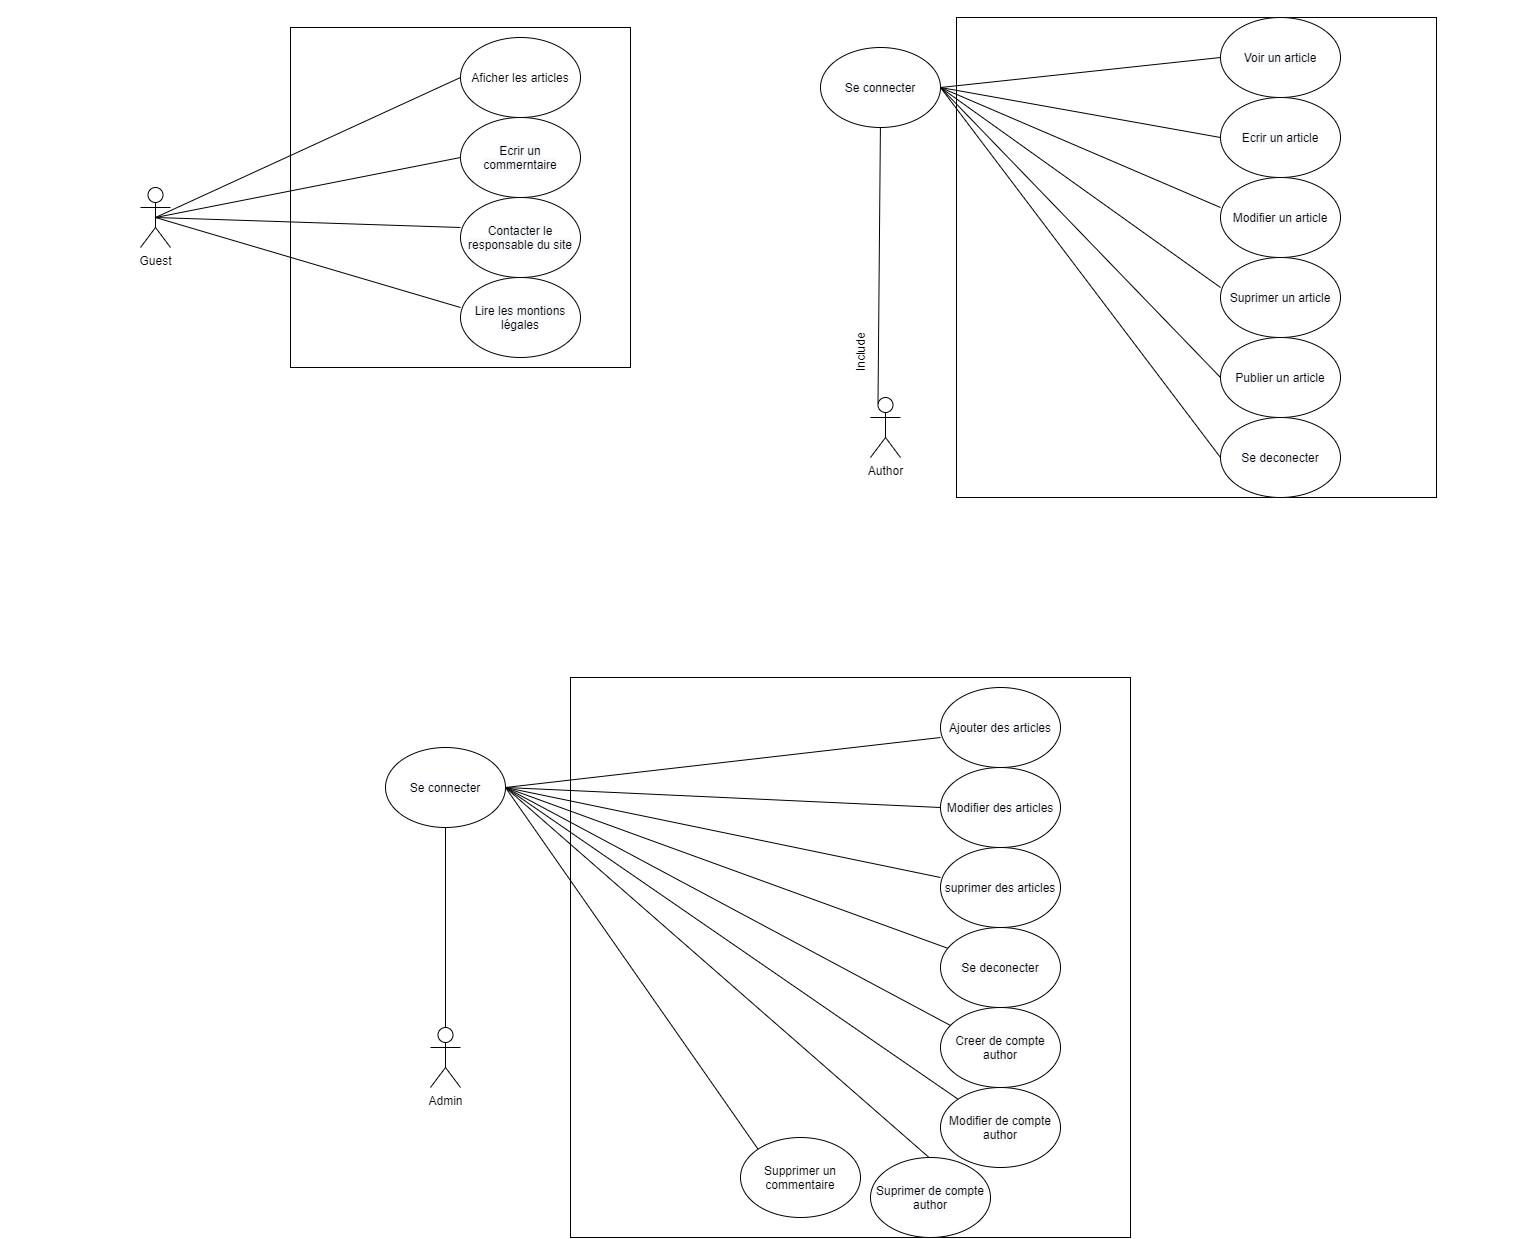 Aficher les articles
Ecrir un
commerntaire
Contacter le
responsable du site
Lire les montions
légales
Guest
Se connecter
Voir un article
Ecrir un article
Modifier un article
Suprimer un article
Publier un article
Se deconecter
Include
Author
Se connecter
Ajouter des articles
Modifier des articles
suprimer des articles
Se deconecter
Creer de compte
author
Modifier de compte
author
Supprimer un
commentaire
Suprimer de compte
author
Admin